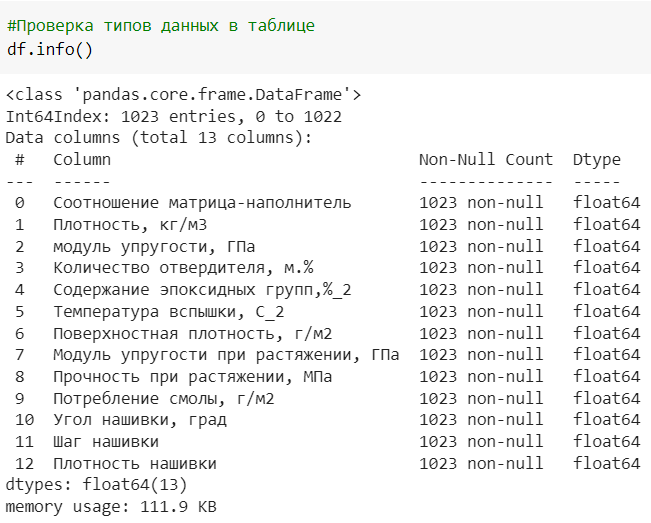 #Проверка типов данных в таблице
df.info()
<class 'pandas.core.frame.DataFrame'>
Int64Index: 1023 entries, 0 to 1022
Data columns (total 13 columns):
 #   Column                                Non-Null Count  Dtype
---  ------                                --------------  -----
 0   Соотношение матрица-наполнитель       1023 non-null   float64
 1   Плотность, кг/м3                      1023 non-null   float64
 2   модуль упругости, ГПа                 1023 non-null   float64
 3   Количество отвердителя, м.%           1023 non-null   float64
 4   Содержание эпоксидных групп,%_2       1023 non-null   float64
 5   Температура вспышки, С_2              1023 non-null   float64
 6   Поверхностная плотность, г/м2         1023 non-null   float64
 7   Модуль упругости при растяжении, ГПа  1023 non-null   float64
 8   Прочность при растяжении, МПа         1023 non-null   float64
 9   Потребление смолы, г/м2               1023 non-null   float64
 10  Угол нашивки, град                    1023 non-null   float64
 11  Шаг нашивки                           1023 non-null   float64
 12  Плотность нашивки                     1023 non-null   float64
dtypes: float64(13)
memory usage: 111.9 KB